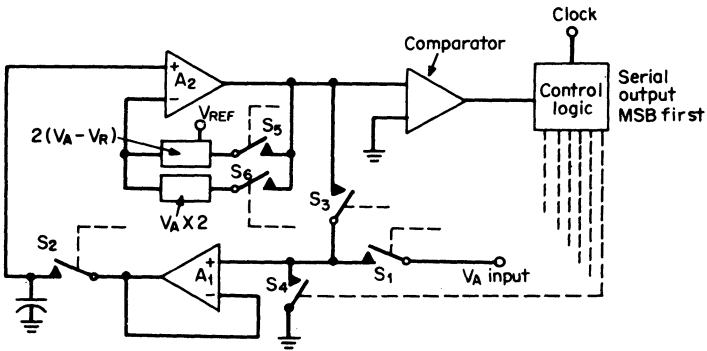 Clock
Comparator
Control
logic
Serial
output
MSB first
+
A2
−
VREF
S5
2(VA − VR)
S6
VA X 2
S3
S2
A1
+
−
S4
S1
VA input